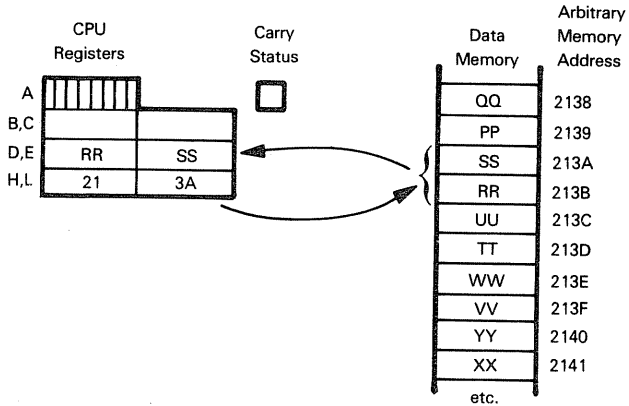 CPU
Registers
Carry
Status
Data
Memory
Arbitrary
Memory
Address
A
B,C
D,E RR SS
H,L 21 3A
QQ 2138
PP 2139
SS 213A
RR 213B
UU 213C
TT 213D
WW 213E
VV 213F
YY 2140
XX 2141
etc.